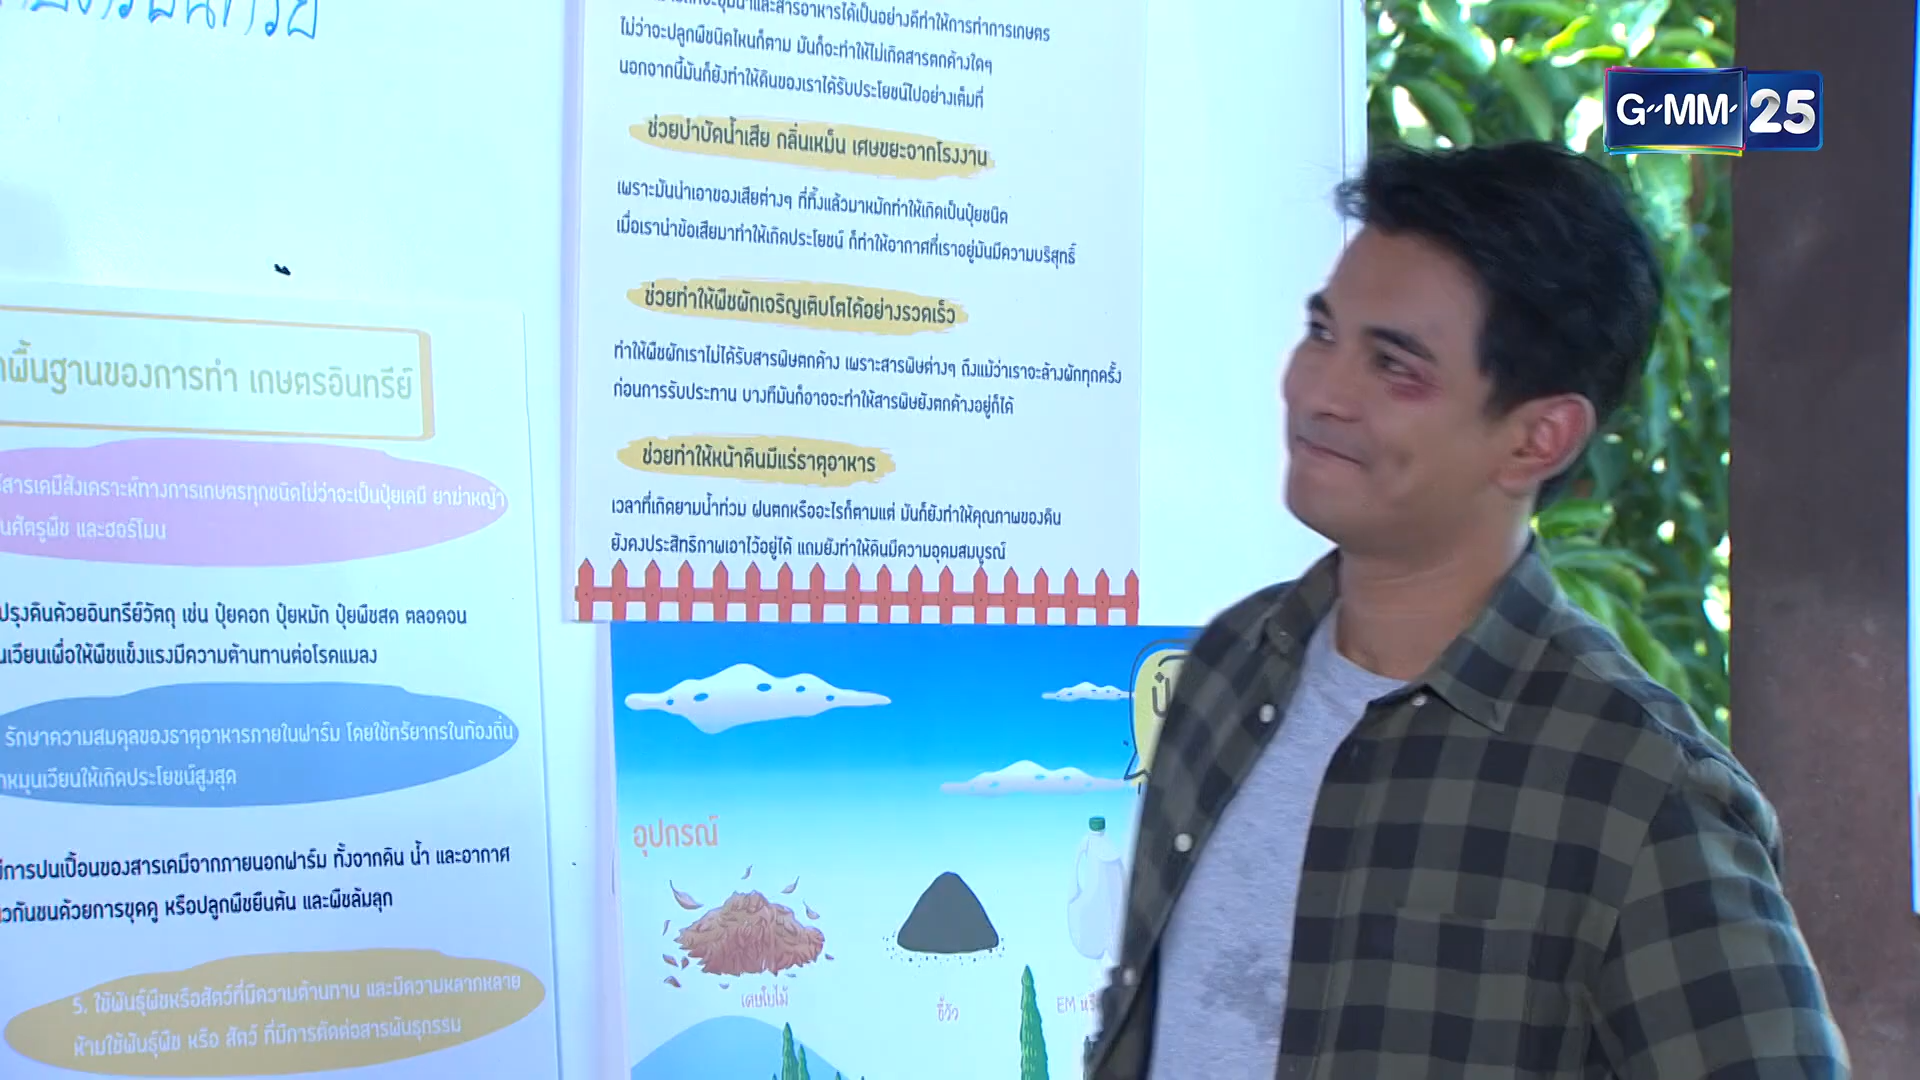 และสารอาหารได้เป็นอย่างดีทำให้การทำการเกษตร
ไม่ว่าจะปลูกพืชนิดไหนก็ตาม มันก็จะทำให้ไม่เกิดสารตกค้างใดๆ
นอกจากนี้มันก็ยังทำให้ดินของเราได้รับประโยชน์ไปอย่างเต็มที่
ช่วยบำบัดน้ำเสีย กลิ่นเหม็น เศษขยะจากโรงงาน
เพราะมันนำเอาของเสียต่างๆ ที่ทิ้งแล้วมาหมักทำให้เกิดเป็นปุ๋ยชนิด
เมื่อเรานำข้อเสียมาทำให้เกิดประโยชน์ ก็ทำให้อากาศที่เราอยู่มันมีความบริสุทธิ์
ช่วยทำให้พืชผักเจริญเติบโตได้อย่างรวดเร็ว
ทำให้พืชผักเราไม่ได้รับสารพิษตกค้าง เพราะสารพิษต่างๆ ถึงแม้ว่าเราจะล้างผักทุกครั้ง
ก่อนการรับประทาน บางทีมันก็อาจจะทำให้สารพิษยังตกค้างอยู่ก็ได้
ช่วยทำให้หน้าดินมีแร่ธาตุอาหาร
เวลาที่เกิดยามน้ำท่วม ฝนตกหรืออะไรก็ตามแต่ มันก็ยังทำให้คุณภาพของดิน
ยังคงประสิทธิภาพเอาไว้อยู่ได้ แถมยังทำให้ดินมีความอุดมสมบูรณ์
พื้นฐานของการทำ เกษตรอินทรีย์
สารเคมีสังเคราะห์ทางการเกษตรทุกชนิดไม่ว่าจะเป็นปุ๋ยเคมี ยาฆ่าหญ้า
ศัตรูพืช และฮอร์โมน
ปรุงดินด้วยอินทรีย์วัตถุ เช่น ปุ๋ยคอก ปุ๋ยหมัก ปุ๋ยพืชสด ตลอดจน
เวียนเพื่อให้พืชแข็งแรงมีความต้านทานต่อโรคแมลง
รักษาความสมดุลของธาตุอาหารภายในฟาร์ม โดยใช้ทรัยากรในท้องถิ่น
หมุนเวียนให้เกิดประโยชน์สูงสุด
การปนเปื้อนของสารเคมีจากภายนอกฟาร์ม ทั้งจากดิน น้ำ และอากาศ
กันชนด้วยการขุดคู หรือปลูกพืชยืนต้น และพืชล้มลุก
5. ใช้พันธุ์พืชหรือสัตว์ที่มีความต้านทาน และมีความหลากหลาย
ห้ามใช้พันธุ์พืช หรือ สัตว์ ที่มีการตัดต่อสารพันธุกรรม
อุปกรณ์
เศษใบไม้
ขี้วัว
EM
GMM 25